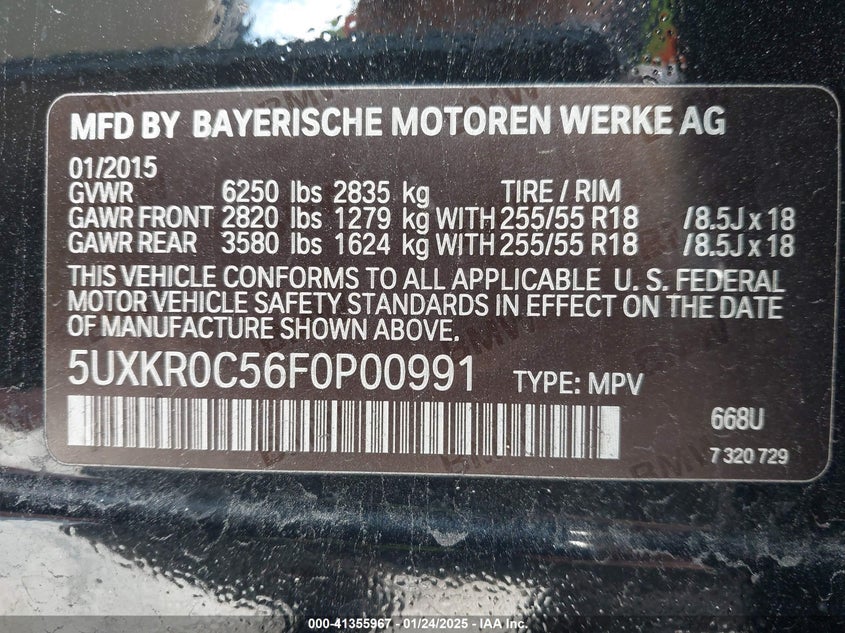 MFD BY BAYERISCHE MOTOREN WERKE AG
01/2015
GVWR 6250 lbs 2835 kg TIRE / RIM
GAWR FRONT 2820 lbs 1279 kg WITH 255/55 R18 /8.5J x 18
GAWR REAR 3580 lbs 1624 kg WITH 255/55 R18 /8.5J x 18
THIS VEHICLE CONFORMS TO ALL APPLICABLE U. S. FEDERAL
MOTOR VEHICLE SAFETY STANDARDS IN EFFECT ON THE DATE
OF MANUFACTURE SHOWN ABOVE.
5UXKR0C56F0P00991 TYPE: MPV
668U
7 320 729
000-41355967 - 01/24/2025 - IAA Inc.